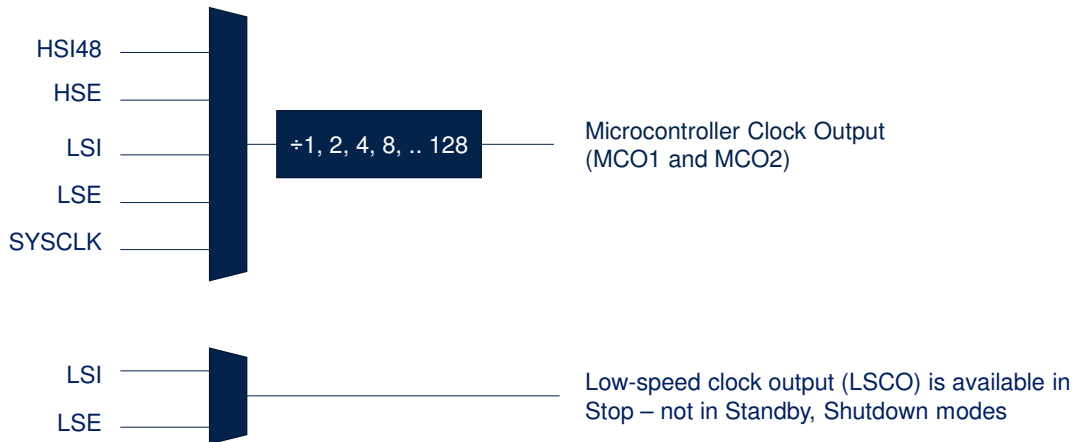 HSI48
HSE
LSI
LSE
SYSCLK
÷1, 2, 4, 8, .. 128
Microcontroller Clock Output
(MCO1 and MCO2)
LSI
LSE
Low-speed clock output (LSCO) is available in
Stop – not in Standby, Shutdown modes